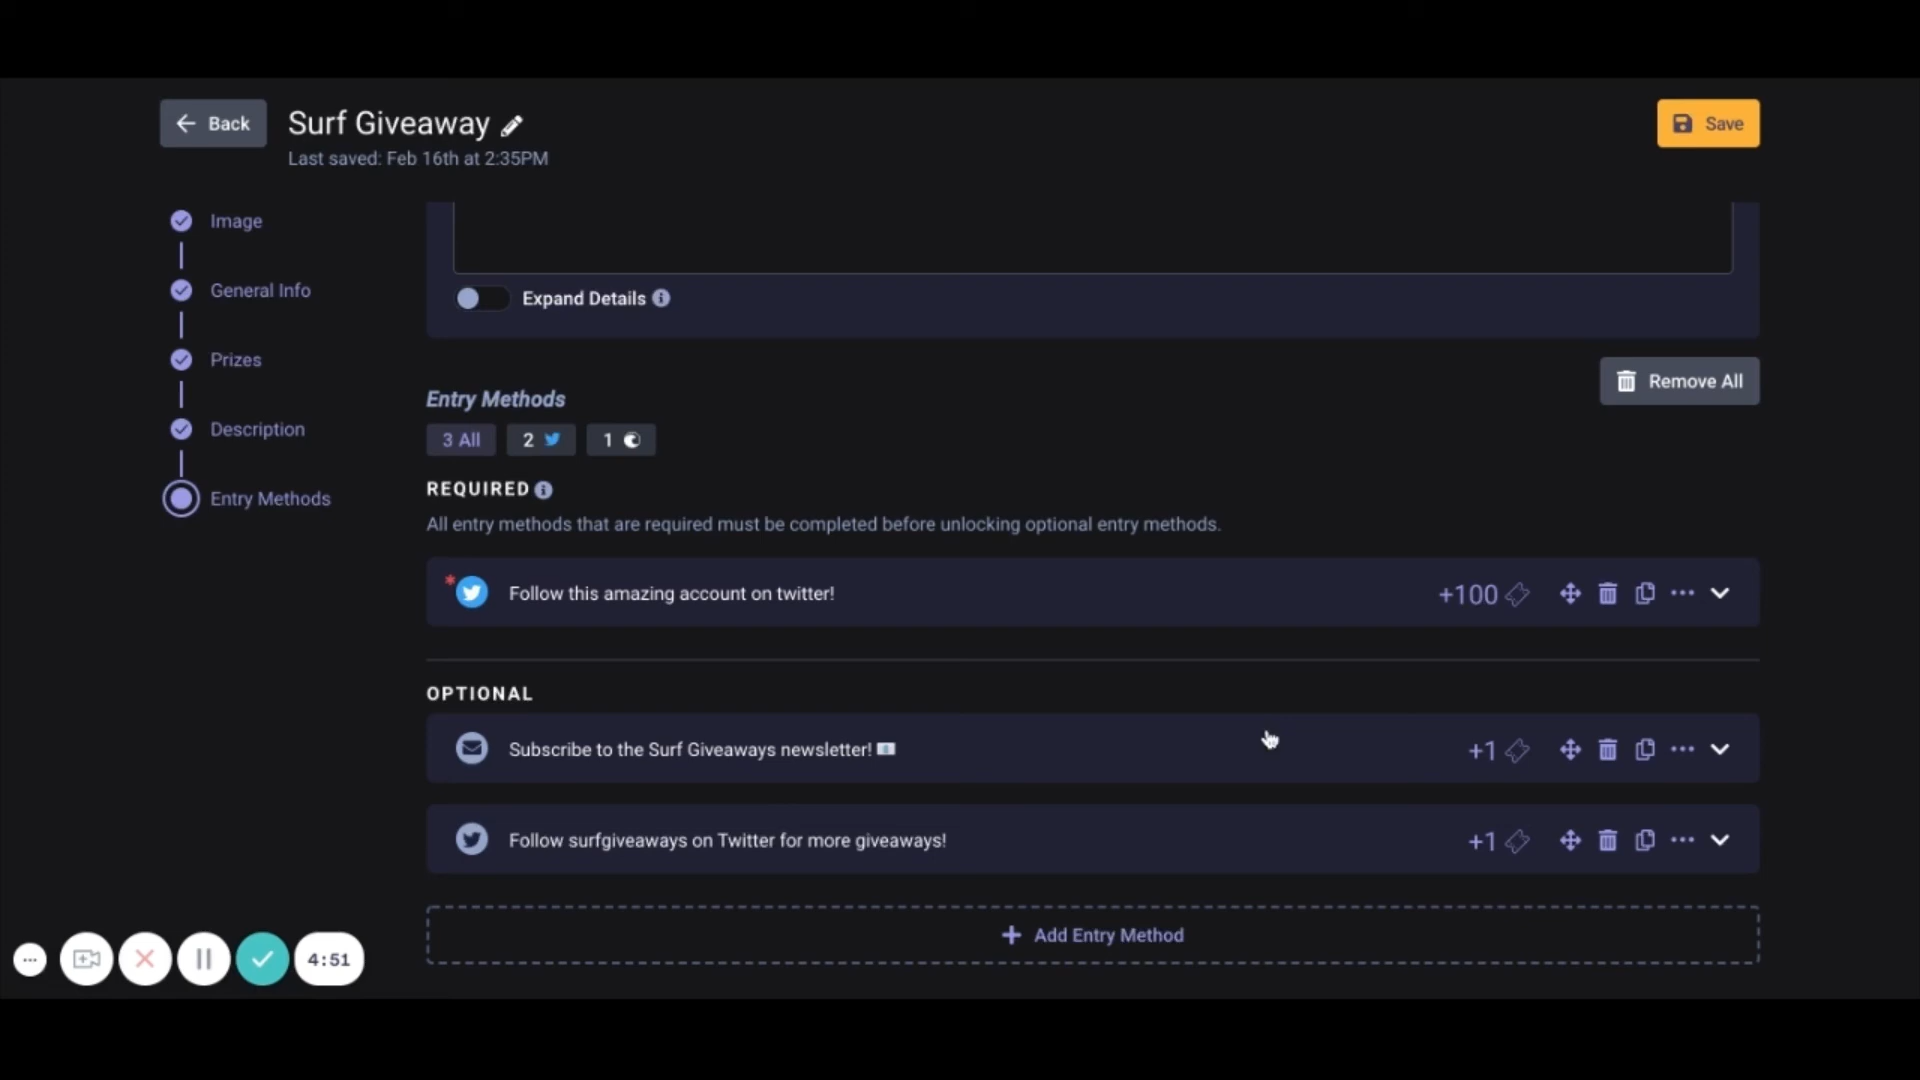 Back
Surf Giveaway
Save
Last saved: Feb 16th at 2:35PM
Image
General Info
Prizes
Description
Entry Methods
Expand Details
Remove All
Entry Methods
3 All
2
1
REQUIRED
All entry methods that are required must be completed before unlocking optional entry methods.
* Follow this amazing account on twitter!
+100
OPTIONAL
Subscribe to the Surf Giveaways newsletter!
+1
Follow surfgiveaways on Twitter for more giveaways!
+1
+ Add Entry Method
4:51